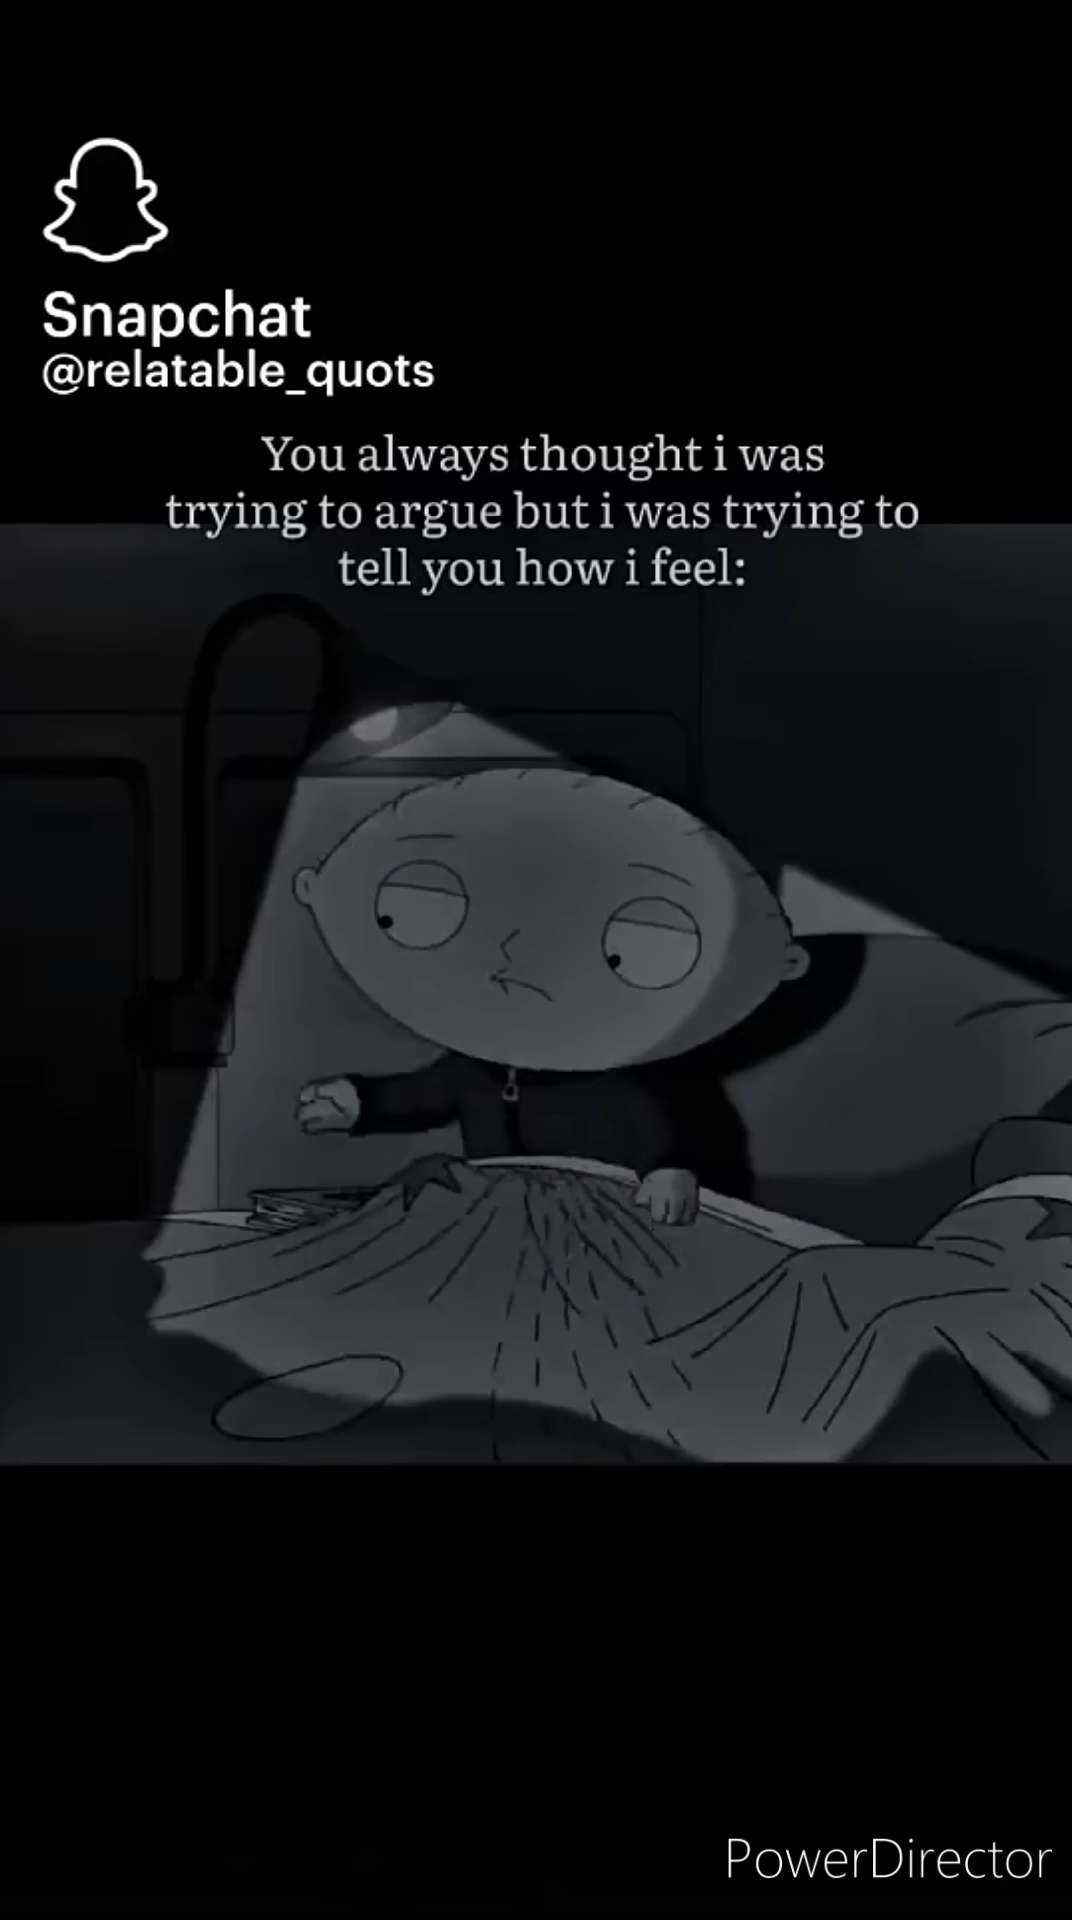 Snapchat
@relatable_quots
You always thought i was
trying to argue but i was trying to
tell you how i feel:
PowerDirector